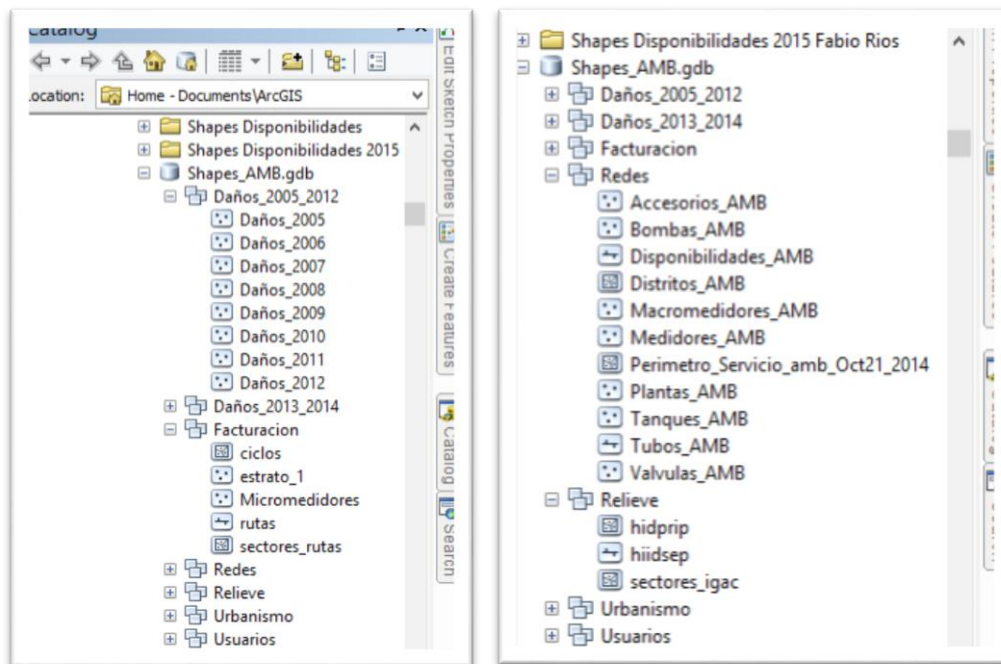 Catalog
Location: Home - Documents\ArcGIS
Shapes Disponibilidades
Shapes Disponibilidades 2015
Shapes_AMB.gdb
Daños_2005_2012
Daños_2005
Daños_2006
Daños_2007
Daños_2008
Daños_2009
Daños_2010
Daños_2011
Daños_2012
Daños_2013_2014
Facturacion
ciclos
estrato_1
Micromedidores
rutas
sectores_rutas
Redes
Relieve
Urbanismo
Usuarios
Edit Sketch Properties
Create Features
Catalog
Search
Shapes Disponibilidades 2015 Fabio Rios
Shapes_AMB.gdb
Daños_2005_2012
Daños_2013_2014
Facturacion
Redes
Accesorios_AMB
Bombas_AMB
Disponibilidades_AMB
Distritos_AMB
Macromedidores_AMB
Medidores_AMB
Perimetro_Servicio_amb_Oct21_2014
Plantas_AMB
Tanques_AMB
Tubos_AMB
Valvulas_AMB
Relieve
hidprip
hiidsep
sectores_igac
Urbanismo
Usuarios